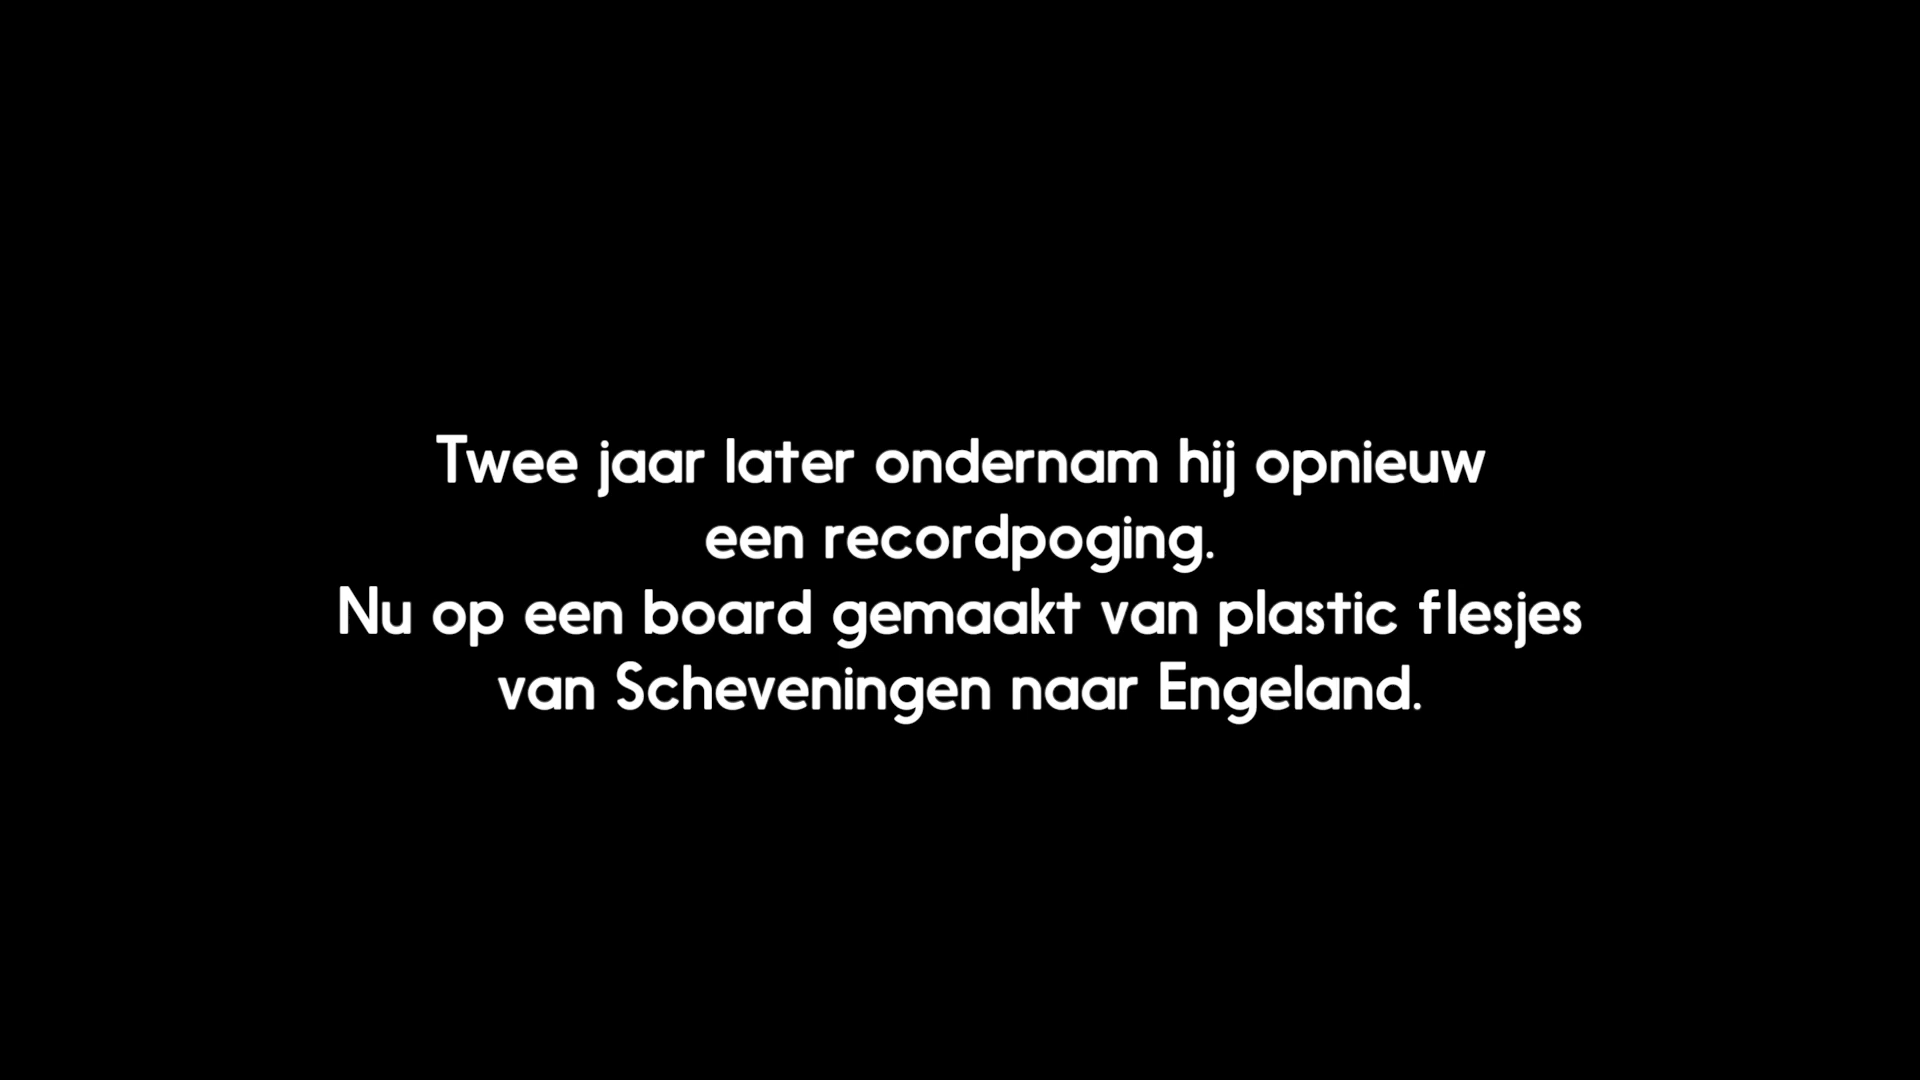 Twee jaar later ondernam hij opnieuw
een recordpoging.
Nu op een board gemaakt van plastic flesjes
van Scheveningen naar Engeland.